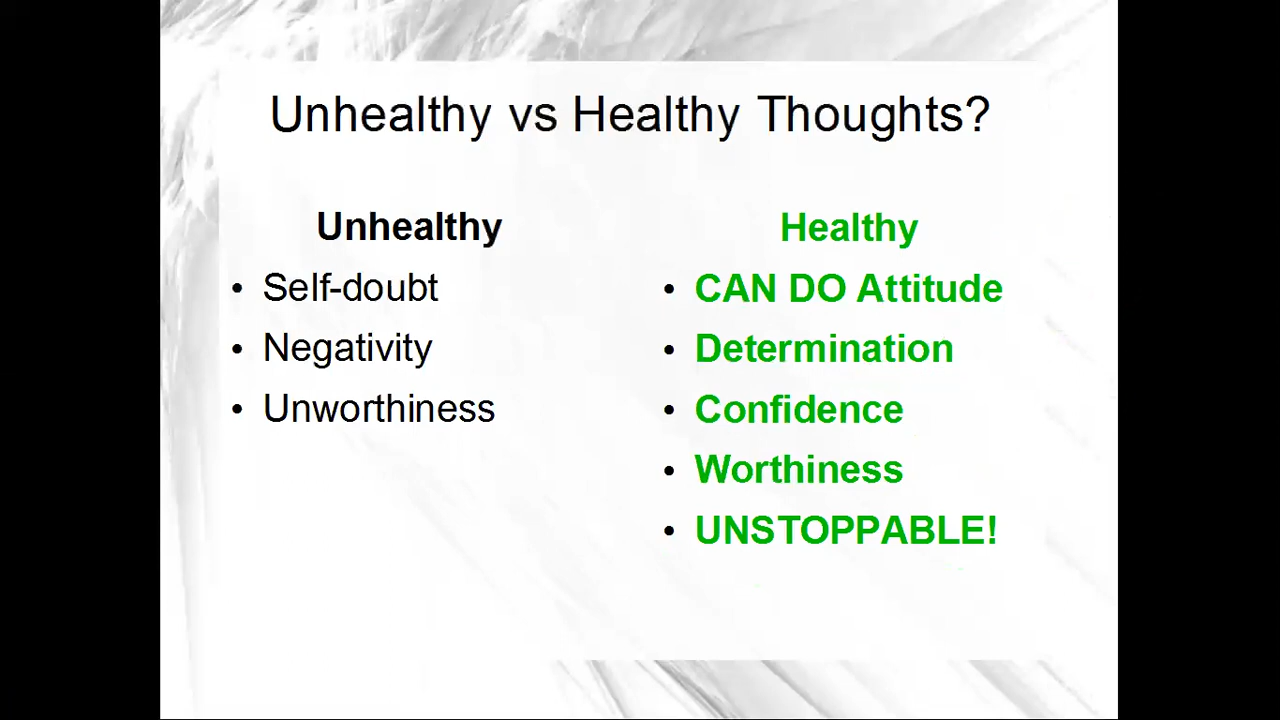 Unhealthy vs Healthy Thoughts?
Unhealthy
• Self-doubt
• Negativity
• Unworthiness
Healthy
• CAN DO Attitude
• Determination
• Confidence
• Worthiness
• UNSTOPPABLE!